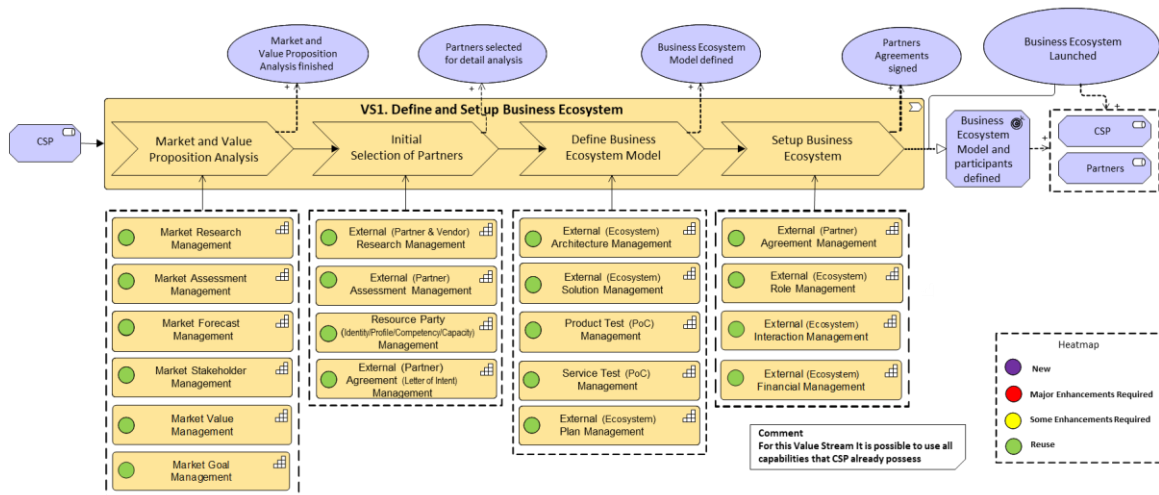 Market and
Value Proposition
Analysis finished
Partners selected
for detail analysis
Business Ecosystem
Model defined
Partners
Agreements
signed
Business Ecosystem
Launched
VS1. Define and Setup Business Ecosystem
CSP
Market and Value
Proposition Analysis
Initial
Selection of Partners
Define Business
Ecosystem Model
Setup Business
Ecosystem
Business
Ecosystem
Model and
participants
defined
CSP
Partners
Market Research
Management
Market Assessment
Management
Market Forecast
Management
Market Stakeholder
Management
Market Value
Management
Market Goal
Management
External (Partner & Vendor)
Research Management
External (Partner)
Assessment Management
Resource Party
(Identity/Profile/Competency/Capacity)
Management
External (Partner)
Agreement (Letter of Intent)
Management
External (Ecosystem)
Architecture Management
External (Ecosystem)
Solution Management
Product Test (PoC)
Management
Service Test (PoC)
Management
External (Ecosystem)
Plan Management
External (Partner)
Agreement Management
External (Ecosystem)
Role Management
External (Ecosystem)
Interaction Management
External (Ecosystem)
Financial Management
Comment
For this Value Stream It is possible to use all
capabilities that CSP already possess
Heatmap
New
Major Enhancements Required
Some Enhancements Required
Reuse